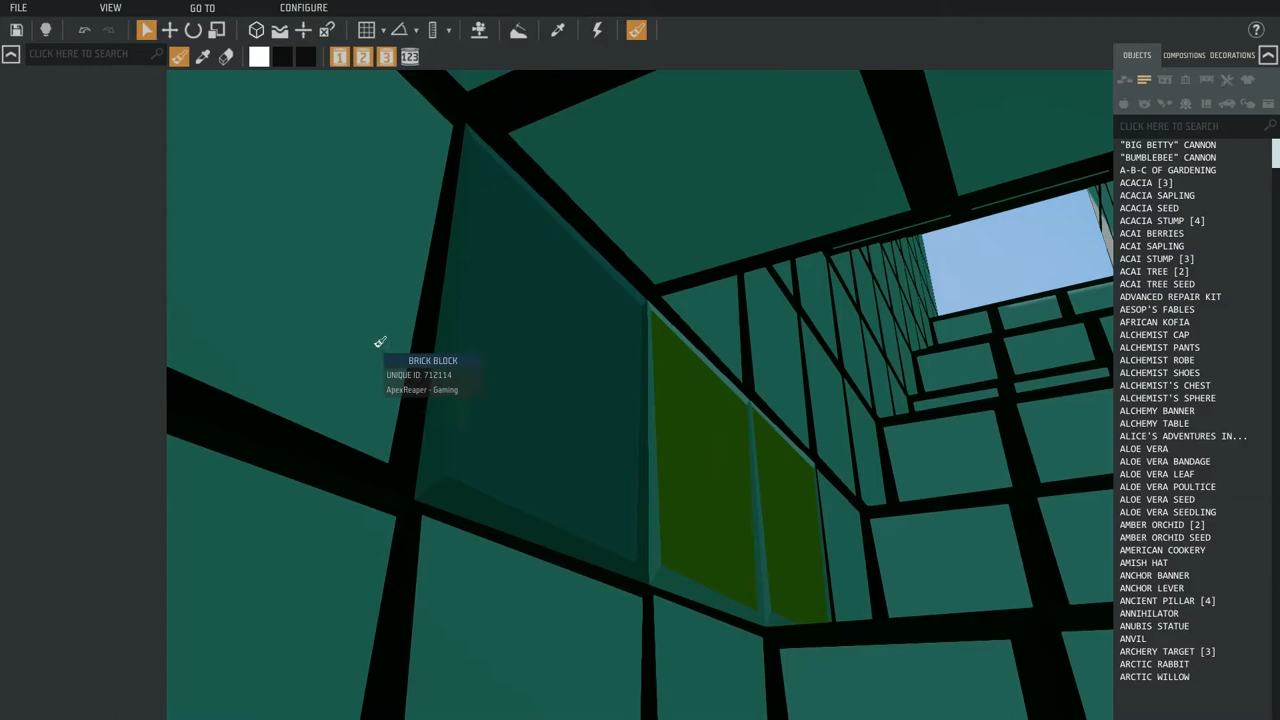 FILE
VIEW
GO TO
CONFIGURE
CLICK HERE TO SEARCH
1
2
3
123
?
OBJECTS
COMPOSITIONS
DECORATIONS
CLICK HERE TO SEARCH
"BIG BETTY" CANNON
"BUMBLEBEE" CANNON
A-B-C OF GARDENING
ACACIA [3]
ACACIA SAPLING
ACACIA SEED
ACACIA STUMP [4]
ACAI BERRIES
ACAI SAPLING
ACAI STUMP [3]
ACAI TREE [2]
ACAI TREE SEED
ADVANCED REPAIR KIT
AESOP'S FABLES
AFRICAN KOFIA
ALCHEMIST CAP
ALCHEMIST PANTS
ALCHEMIST ROBE
ALCHEMIST SHOES
ALCHEMIST'S CHEST
ALCHEMIST'S SPHERE
ALCHEMY BANNER
ALCHEMY TABLE
ALICE'S ADVENTURES IN...
ALOE VERA
ALOE VERA BANDAGE
ALOE VERA LEAF
ALOE VERA POULTICE
ALOE VERA SEED
ALOE VERA SEEDLING
AMBER ORCHID [2]
AMBER ORCHID SEED
AMERICAN COOKERY
AMISH HAT
ANCHOR BANNER
ANCHOR LEVER
ANCIENT PILLAR [4]
ANNIHILATOR
ANUBIS STATUE
ANVIL
ARCHERY TARGET [3]
ARCTIC RABBIT
ARCTIC WILLOW
BRICK BLOCK
UNIQUE ID: 712114
ApexReaper - Gaming